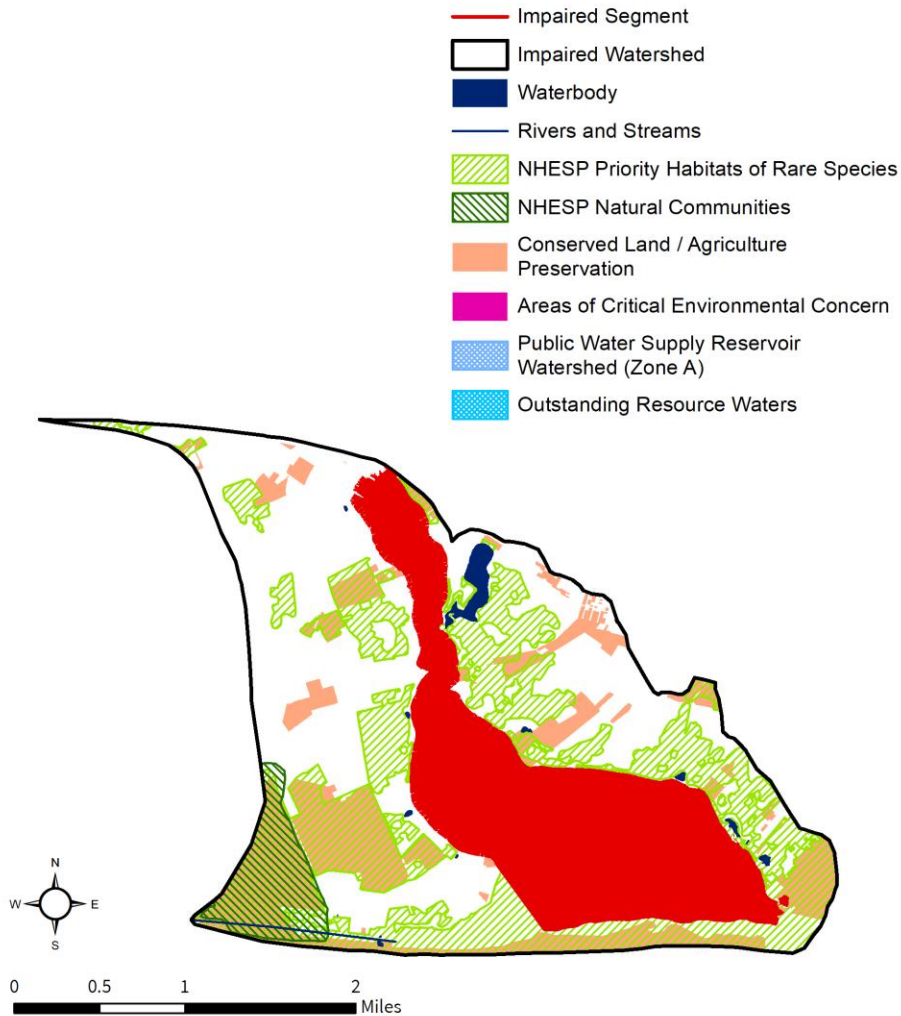 Impaired Segment
Impaired Watershed
Waterbody
Rivers and Streams
NHESP Priority Habitats of Rare Species
NHESP Natural Communities
Conserved Land / Agriculture
Preservation
Areas of Critical Environmental Concern
Public Water Supply Reservoir
Watershed (Zone A)
Outstanding Resource Waters
N
W E
S
0 0.5 1 2
Miles